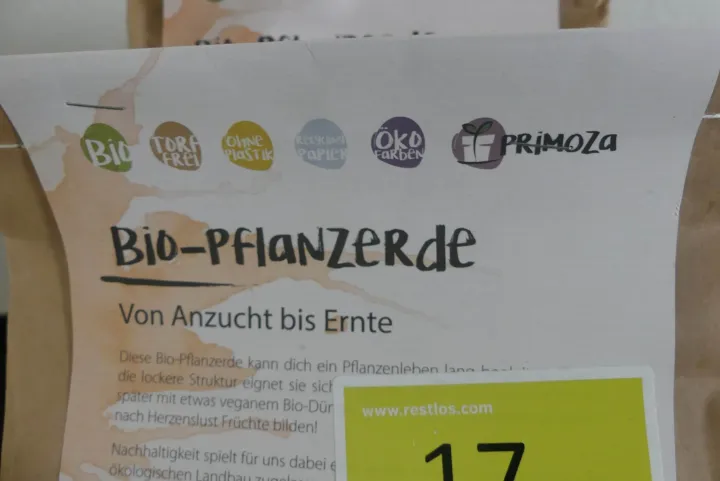 BIO
TORF
FREI
OHNE
PLASTIK
RECYCLING
PAPIER
ÖKO
FARBEN
PRIMOZA
BIO-PFLANZERDE
Von Anzucht bis Ernte
Diese Bio-Pflanzerde kann dich ein Pflanzenleben lang
die lockere Struktur eignet sie sich
später mit etwas veganem Bio-Dün
nach Herzenslust Früchte bilden!
Nachhaltigkeit spielt für uns dabei e
ökologischen Landbau
www.restlos.com
17